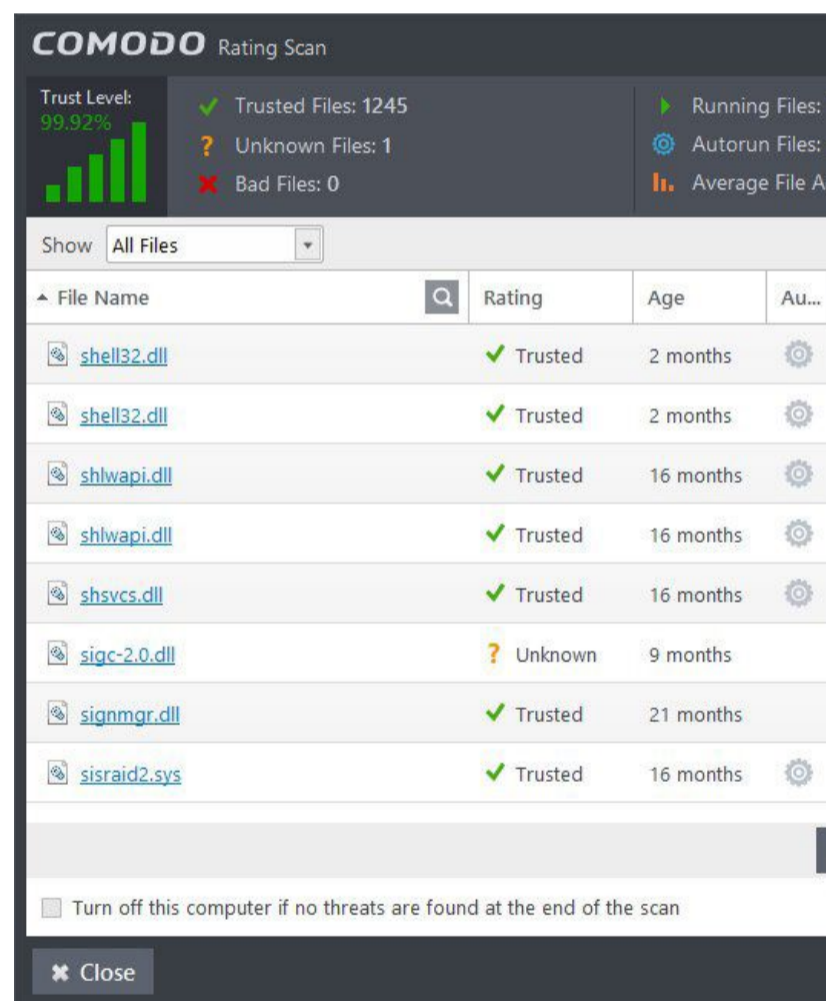 COMODO Rating Scan
Trust Level:
99.92%
Trusted Files: 1245
Unknown Files: 1
Bad Files: 0
Running Files:
Autorun Files:
Average File A
Show All Files
File Name Rating Age Au...
shell32.dll Trusted 2 months
shell32.dll Trusted 2 months
shlwapi.dll Trusted 16 months
shlwapi.dll Trusted 16 months
shsvcs.dll Trusted 16 months
sigc-2.0.dll ? Unknown 9 months
signmgr.dll Trusted 21 months
sisraid2.sys Trusted 16 months
Turn off this computer if no threats are found at the end of the scan
Close